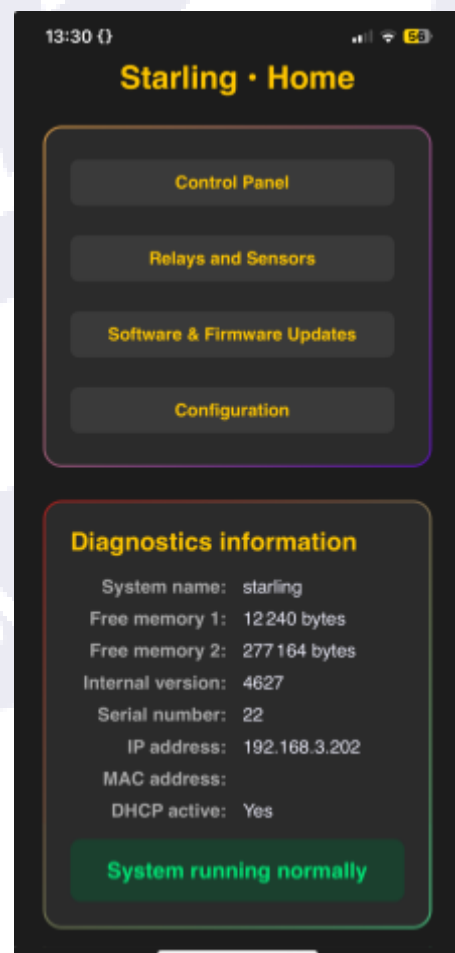 13:30 {}
56
Starling · Home
Control Panel
Relays and Sensors
Software & Firmware Updates
Configuration
Diagnostics information
System name: starling
Free memory 1: 12 240 bytes
Free memory 2: 277 164 bytes
Internal version: 4627
Serial number: 22
IP address: 192.168.3.202
MAC address:
DHCP active: Yes
System running normally